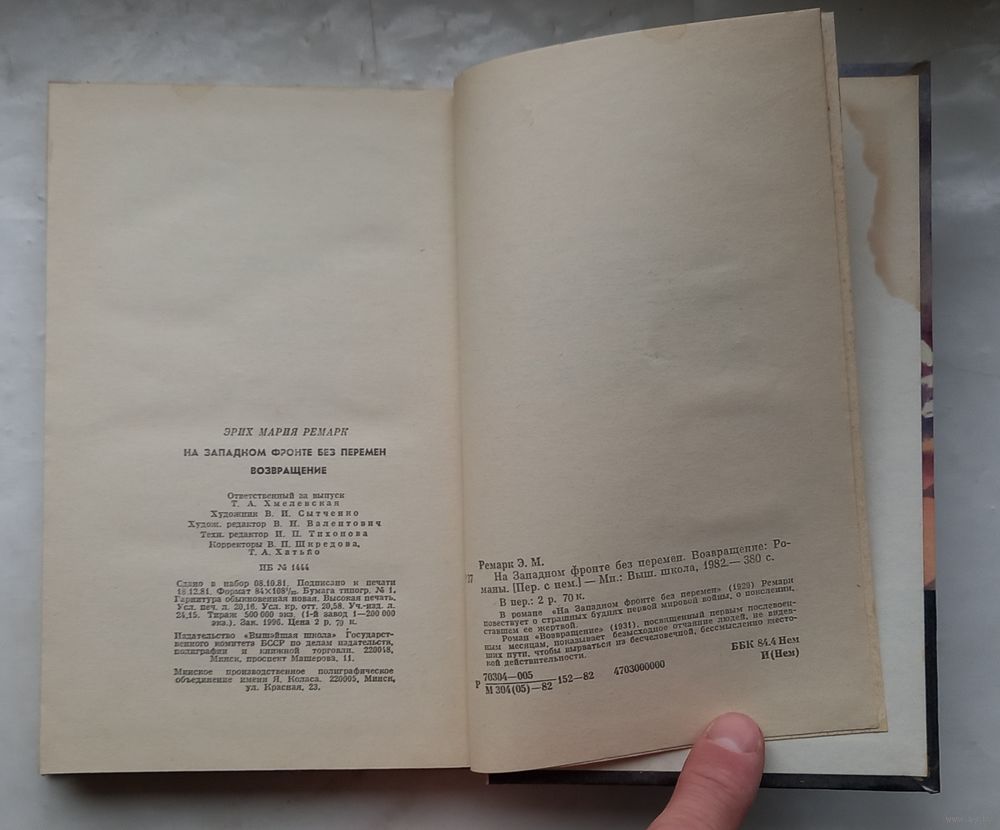 ЭРИХ МАРИЯ РЕМАРК
НА ЗАПАДНОМ ФРОНТЕ БЕЗ ПЕРЕМЕН
ВОЗВРАЩЕНИЕ
Ответственный за выпуск
Т. А. Хмелевская
Художник В. И. Сытченко
Худож. редактор В. Н. Валентович
Техн. редактор И. П. Тихонова
Корректоры В. П. Ширедова,
Т. А. Хатько
ИБ № 1444
Сдано в набор 08.10.81. Подписано к печати
18.12.81. Формат 84×108¹/₃₂. Бумага типогр. № 1.
Гарнитура обыкновенная новая. Высокая печать.
Усл. печ. л. 20,16. Усл. кр. отт. 20,58. Уч.-изд. л.
24,15. Тираж 500 000 экз. (1-й завод 1—200 000
экз.). Зак. 1996. Цена 2 р. 70 к.
Издательство «Вышэйшая школа» Государст-
венного комитета БССР по делам издательств,
полиграфии и книжной торговли. 220048,
Минск, проспект Машерова, 11.
Минское производственное полиграфическое
объединение имени Я. Коласа. 220005, Минск,
ул. Красная, 23.
Ремарк Э. М.
На Западном фронте без перемен. Возвращение: Ро-
маны. [Пер. с нем.] — Мн.: Выш. школа, 1982.— 380 с.
В пер.: 2 р. 70 к.
В романе «На Западном фронте без перемен» (1929) Ремарк
повествует о страшных буднях первой мировой войны, о поколении,
ставшем ее жертвой.
Роман «Возвращение» (1931), посвященный первым послевоен-
ным месяцам, показывает безысходное отчаяние людей, не видев-
ших пути, чтобы вырваться из бесчеловечной, бессмысленно жесто-
кой действительности.
Р 70304—005
М 304(05)—82 152—82 4703000000
ББК 84.4 Нем
И(Нем)